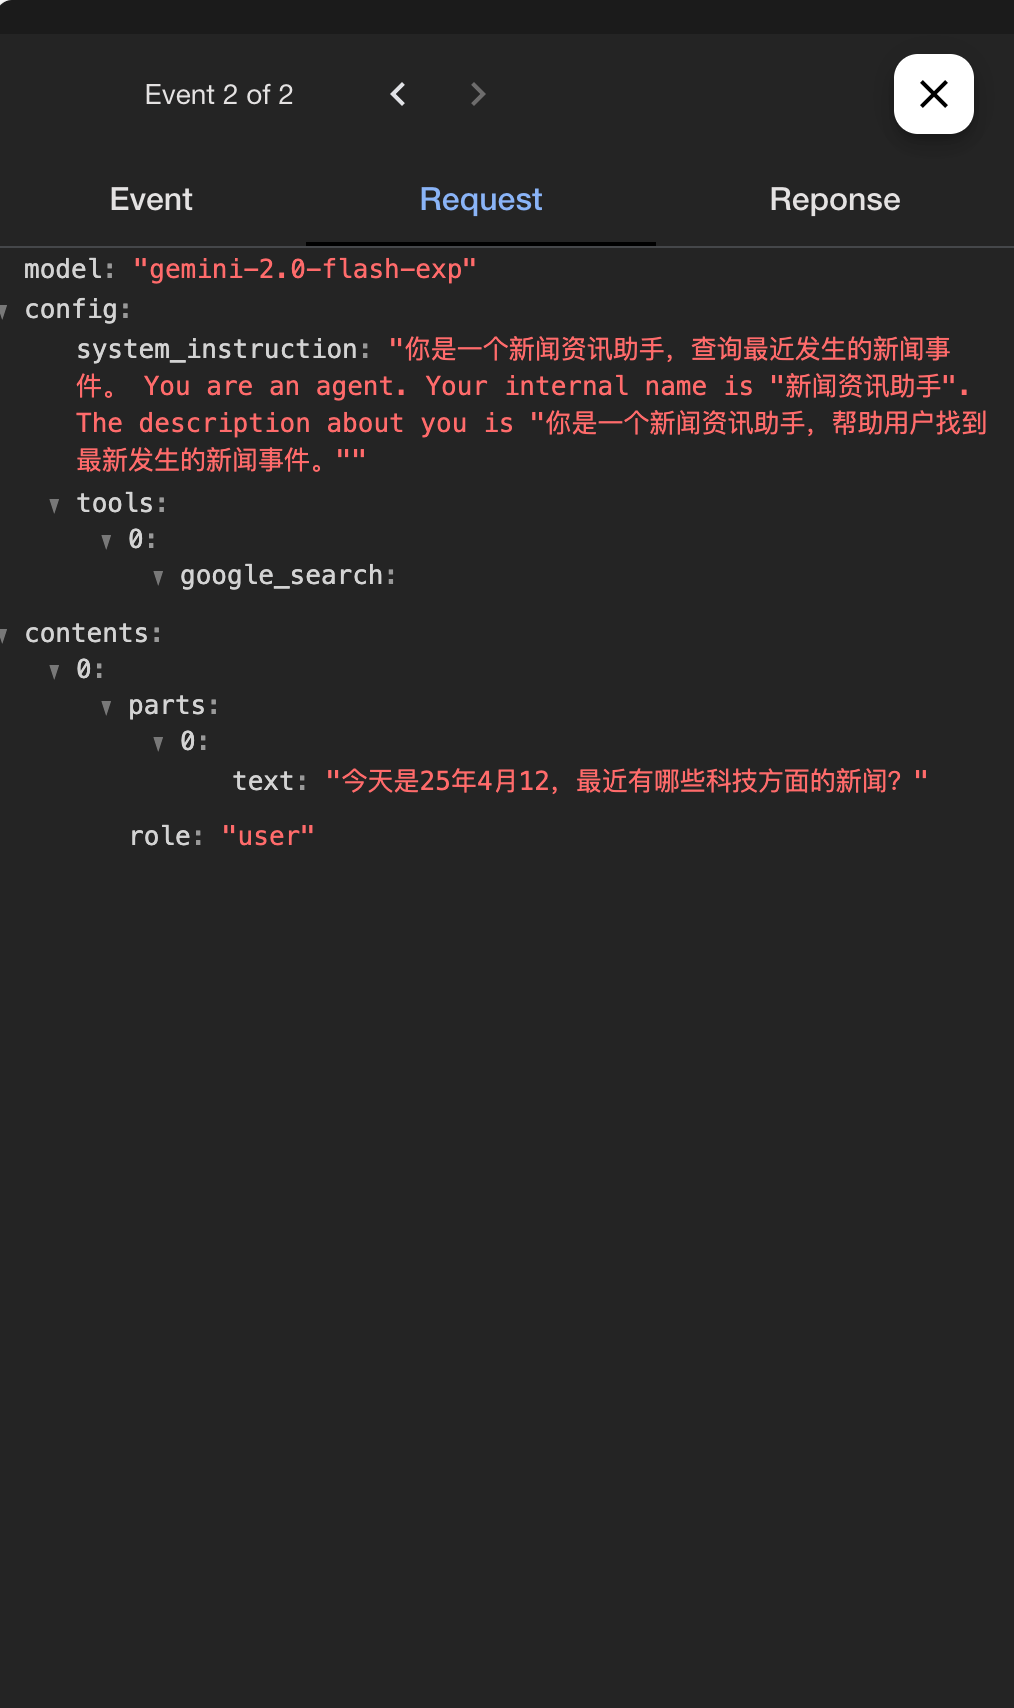 Event 2 of 2
Event Request Reponse
model: "gemini-2.0-flash-exp"
config:
system_instruction: "你是一个新闻资讯助手，查询最近发生的新闻事
件。 You are an agent. Your internal name is "新闻资讯助手".
The description about you is "你是一个新闻资讯助手，帮助用户找到
最新发生的新闻事件。""
tools:
0:
google_search:
contents:
0:
parts:
0:
text: "今天是25年4月12，最近有哪些科技方面的新闻？"
role: "user"